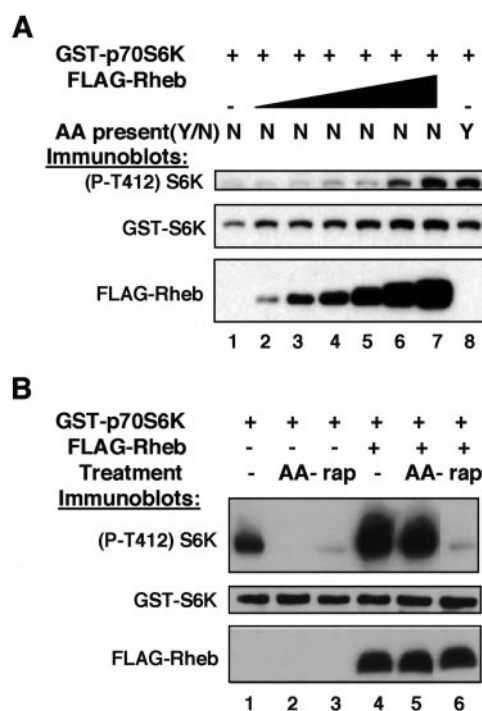 A
GST-p70S6K + + + + + + + +
FLAG-Rheb
- -
AA present(Y/N) N N N N N N N Y
Immunoblots:
(P-T412) S6K
GST-S6K
FLAG-Rheb
1 2 3 4 5 6 7 8
B
GST-p70S6K + + + + + +
FLAG-Rheb - - - + + +
Treatment - AA- rap - AA- rap
Immunoblots:
(P-T412) S6K
GST-S6K
FLAG-Rheb
1 2 3 4 5 6